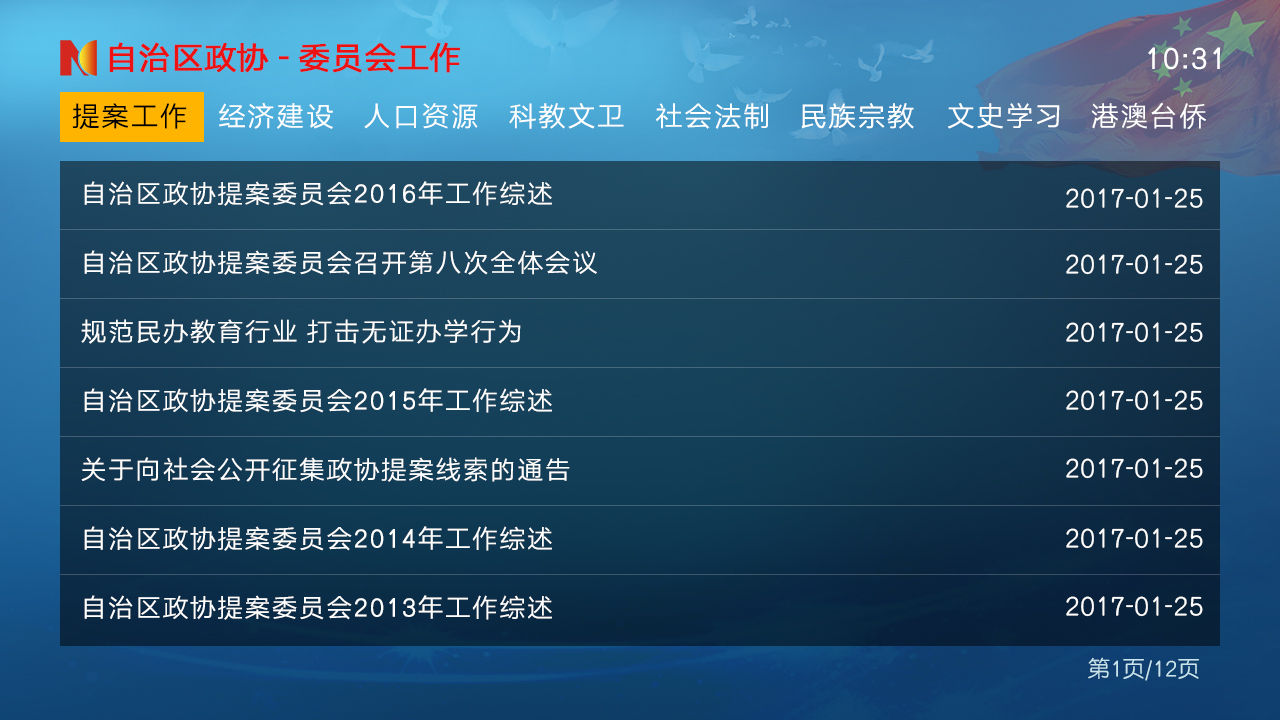 自治区政协 - 委员会工作
10:31
提案工作 经济建设 人口资源 科教文卫 社会法制 民族宗教 文史学习 港澳台侨
自治区政协提案委员会2016年工作综述 2017-01-25
自治区政协提案委员会召开第八次全体会议 2017-01-25
规范民办教育行业 打击无证办学行为 2017-01-25
自治区政协提案委员会2015年工作综述 2017-01-25
关于向社会公开征集政协提案线索的通告 2017-01-25
自治区政协提案委员会2014年工作综述 2017-01-25
自治区政协提案委员会2013年工作综述 2017-01-25
第1页/12页